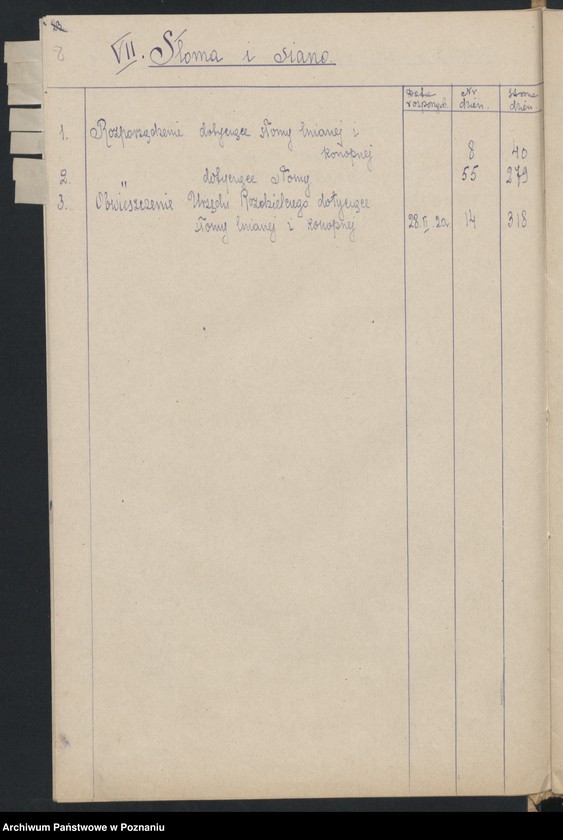 8
VII. Słoma i siano.
Data Nr. Strona
rozporządz. dzien. dzien.
1. Rozporządzenie dotyczące słomy lnianej i
konopnej 8 40
2. " dotyczące słomy 55 279
3. Obwieszczenie Urzędu Rozdzielczego dotyczące
słomy lnianej i konopnej 28.II.20 14 318
Archiwum Państwowe w Poznaniu